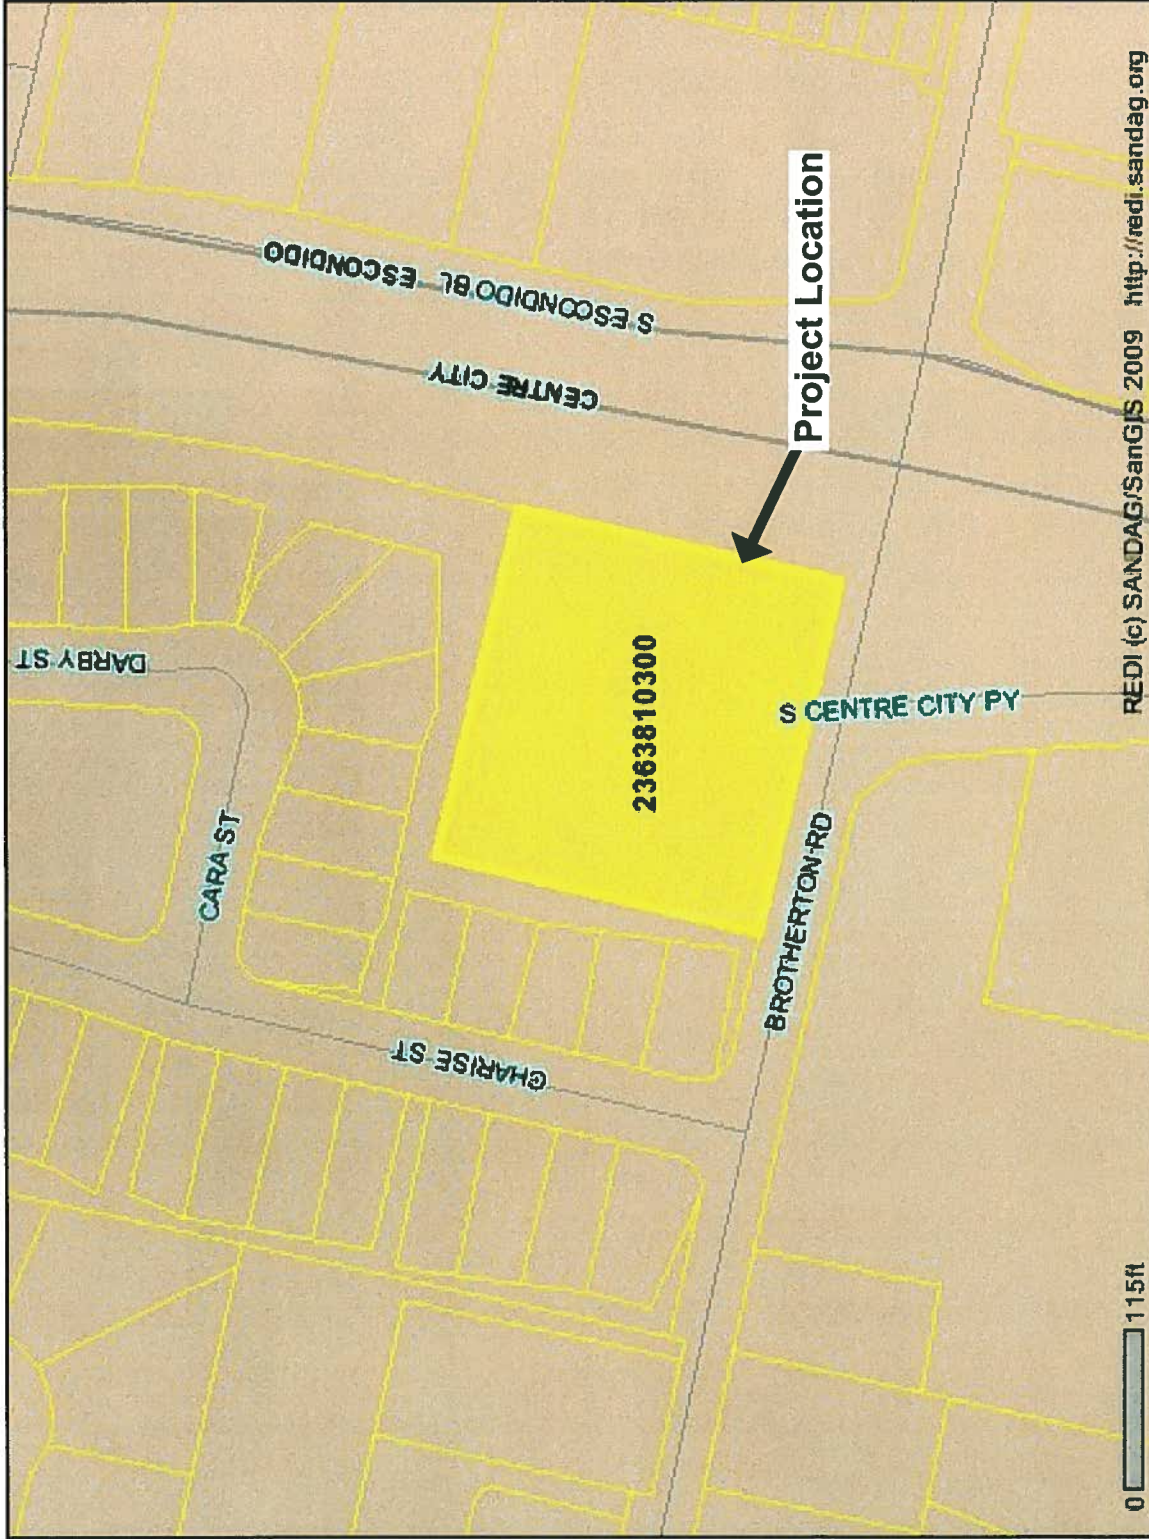 S ESCONDIDO BL
ESCONDIDO
CENTRE CITY
DARBY ST
CARA ST
CHARISE ST
Project Location
2363810300
S CENTRE CITY PY
BROTHERTON RD
0 115ft
REDI (c) SANDAG/SanGIS 2009 http://redi.sandag.org